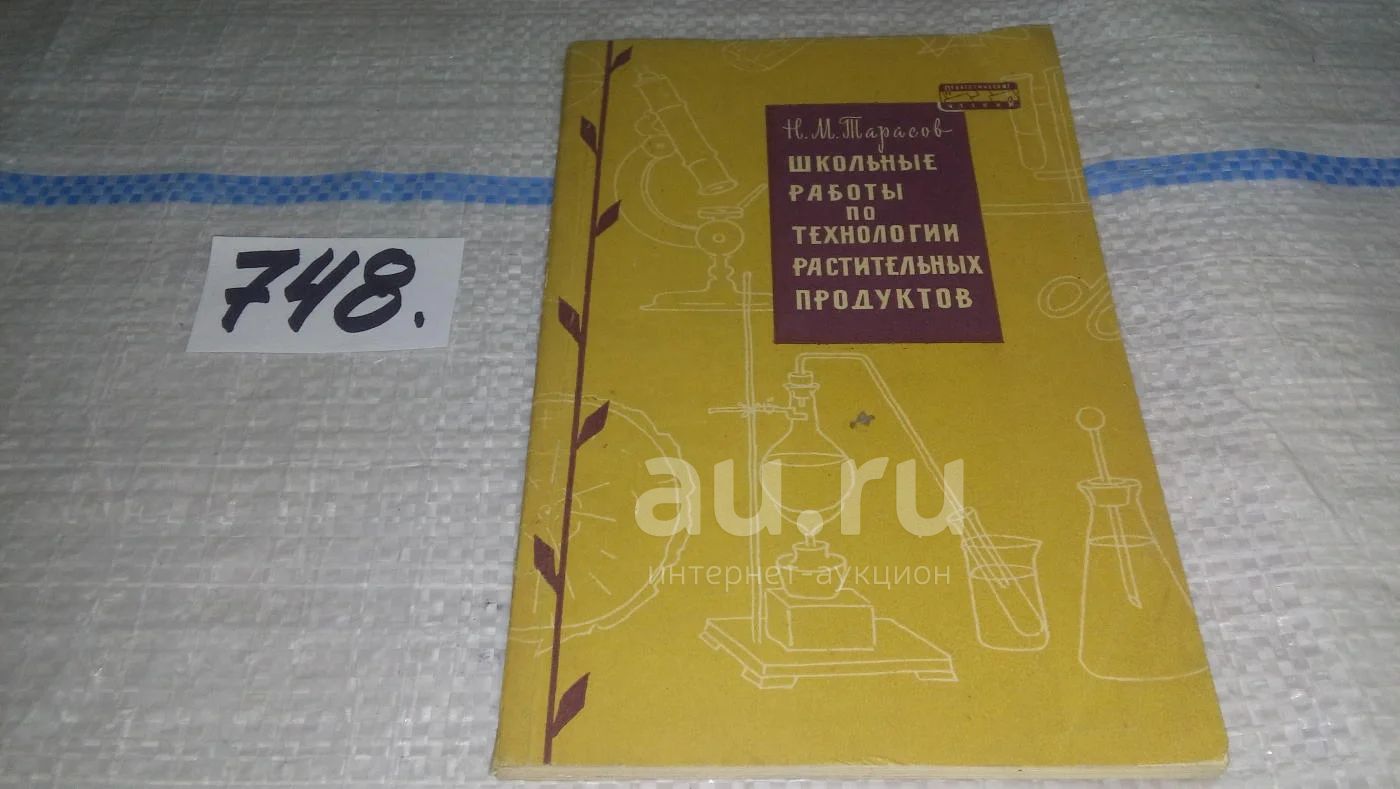 748.
Н. М. Тарасов
ШКОЛЬНЫЕ
РАБОТЫ
ПО
ТЕХНОЛОГИИ
РАСТИТЕЛЬНЫХ
ПРОДУКТОВ
au.ru
интернет-аукцион